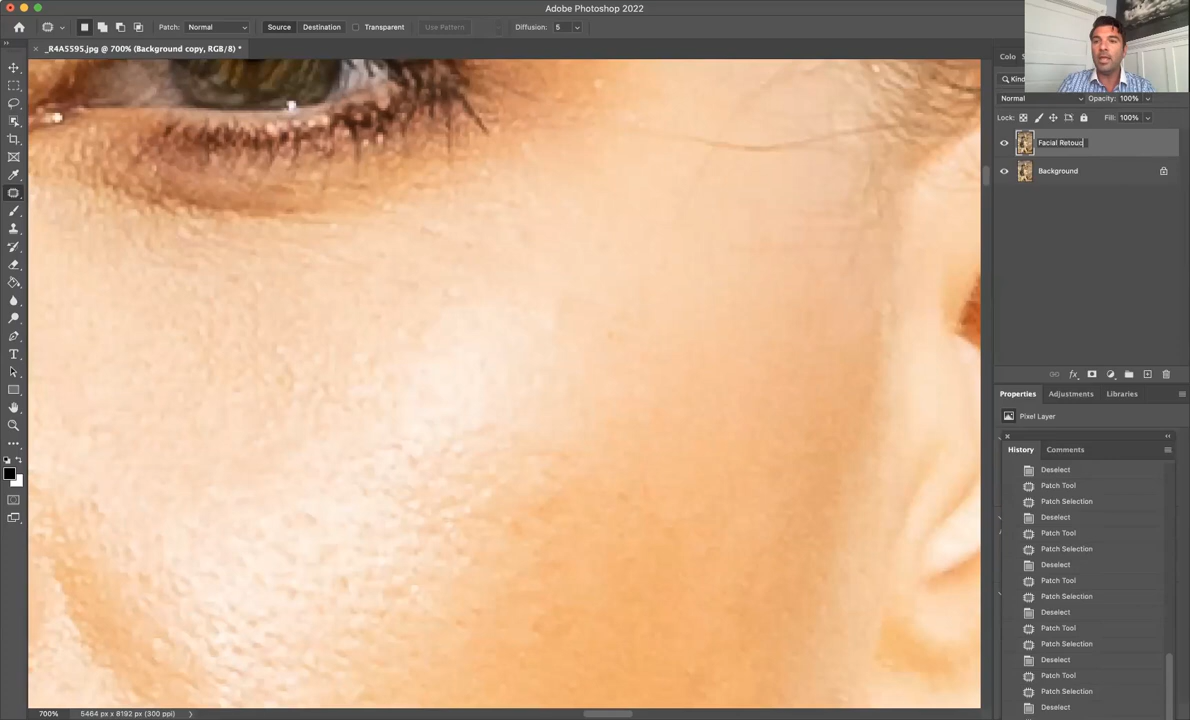 Adobe Photoshop 2022
Patch: Normal Source Destination Transparent Use Pattern Diffusion: 5
_R4A5595.jpg @ 700% (Background copy, RGB/8) *
Colo
Kind
Normal Opacity: 100%
Lock: Fill: 100%
Facial Retouc
Background
Properties Adjustments Libraries
Pixel Layer
History Comments
Deselect
Patch Tool
Patch Selection
Deselect
Patch Tool
Patch Selection
Deselect
Patch Tool
Patch Selection
Deselect
Patch Tool
Patch Selection
Deselect
Patch Tool
Patch Selection
Deselect
700% 5464 px x 8192 px (300 ppi)